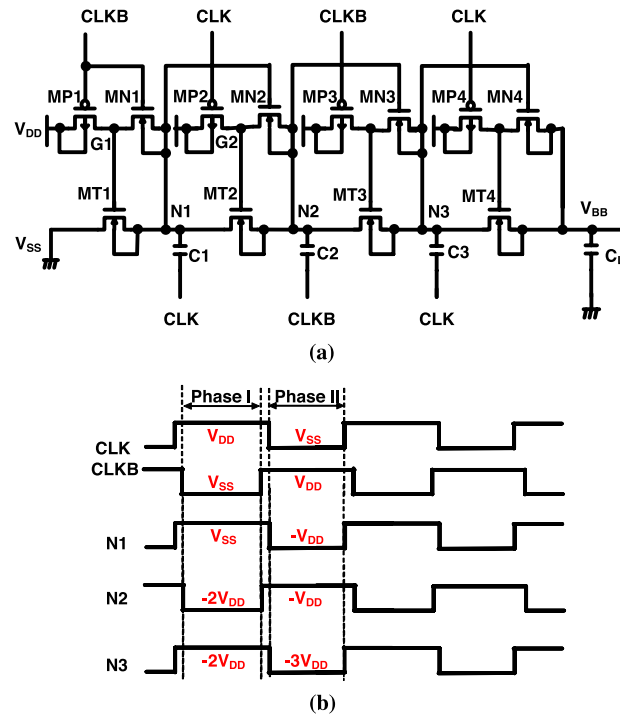 CLKB CLK CLKB CLK
MP1 MN1 MP2 MN2 MP3 MN3 MP4 MN4
VDD G1 G2
MT1 N1 MT2 N2 MT3 N3 MT4 VBB
VSS C1 C2 C3
CLK CLKB CLK
(a)
Phase I Phase II
CLK VDD VSS
CLKB VSS VDD
N1 VSS -VDD
N2 -2VDD -VDD
N3 -2VDD -3VDD
(b)